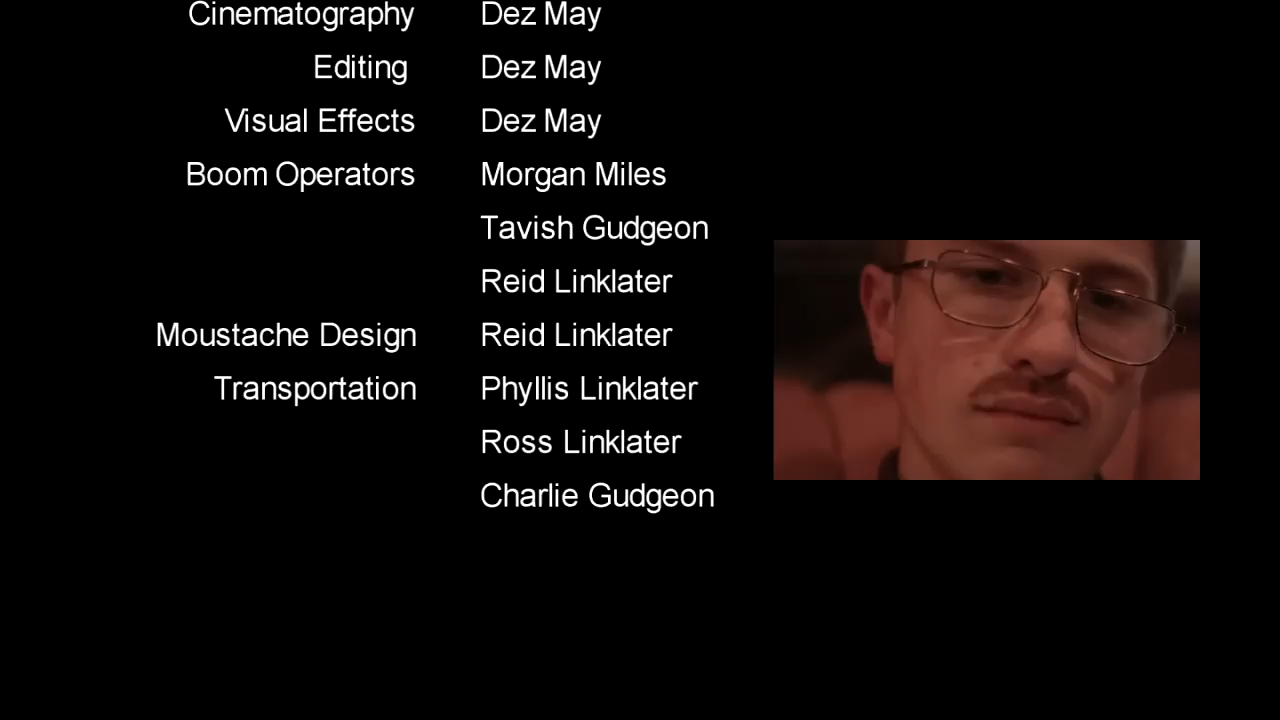 Cinematography Dez May
Editing Dez May
Visual Effects Dez May
Boom Operators Morgan Miles
Tavish Gudgeon
Reid Linklater
Moustache Design Reid Linklater
Transportation Phyllis Linklater
Ross Linklater
Charlie Gudgeon